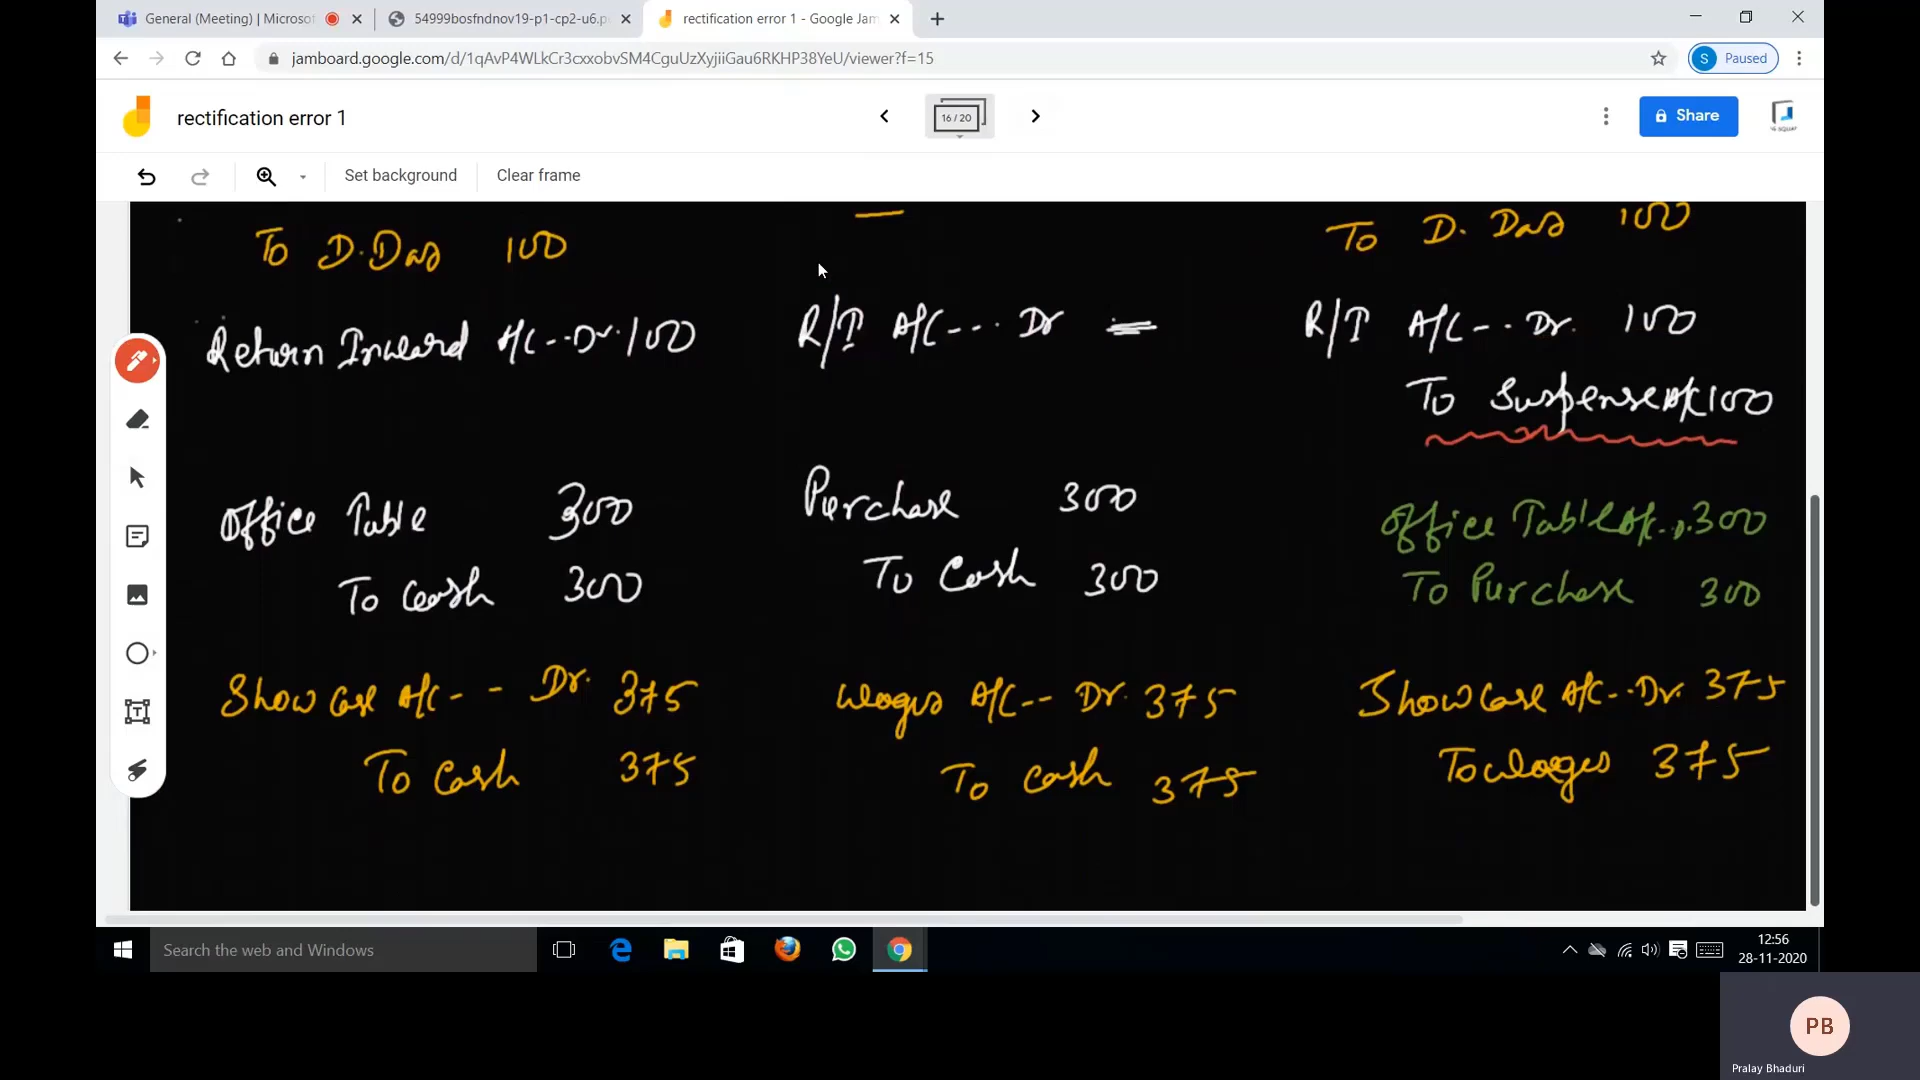 General (Meeting) | Microsof
54999bosfndnov19-p1-cp2-u6.p
rectification error 1 - Google Jam
jamboard.google.com/d/1qAvP4WLkCr3cxxobvSM4CguUzXyjiiGau6RKHP38YeU/viewer?f=15
S Paused
rectification error 1
16 / 20
Share
Set background
Clear frame
To D.Das 100
To D. Das 100
Return Inward A/C--Dr.100
R/I A/C--- Dr
R/I A/C--.Dr. 100
To Suspense A/c 100
Office Table 300
Purchase 300
Office Table A/c..D.300
To Cash 300
To Cash 300
To Purchase 300
Show case A/C-- Dr. 375
Wages A/C-- Dr. 375
Show case A/C--Dr. 375
To Cash 375
To Cash 375
To wages 375
Search the web and Windows
12:56
28-11-2020
PB
Pralay Bhaduri